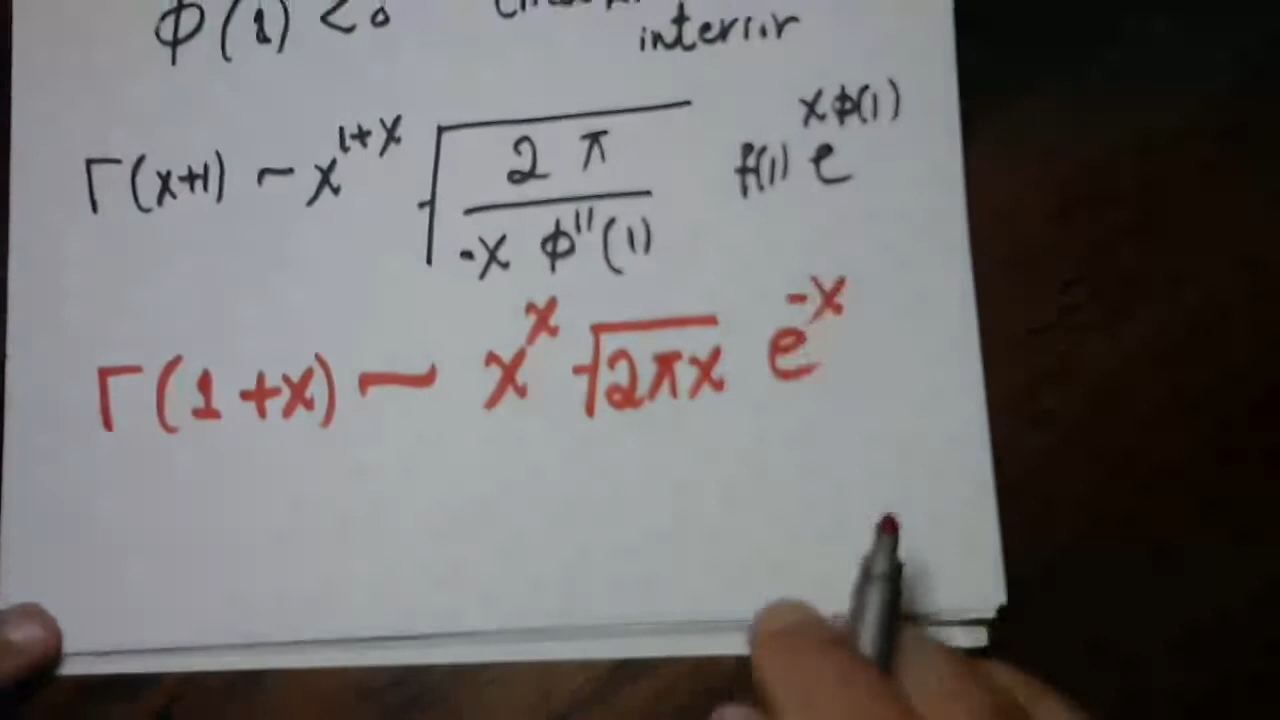 Φ(1) <0
interior
Γ(x+1) ~ x^{1+x} √(2π / -x φ''(1)) f(1) e^{xφ(1)}
Γ(1+x) ~ x^x √(2πx) e^{-x}